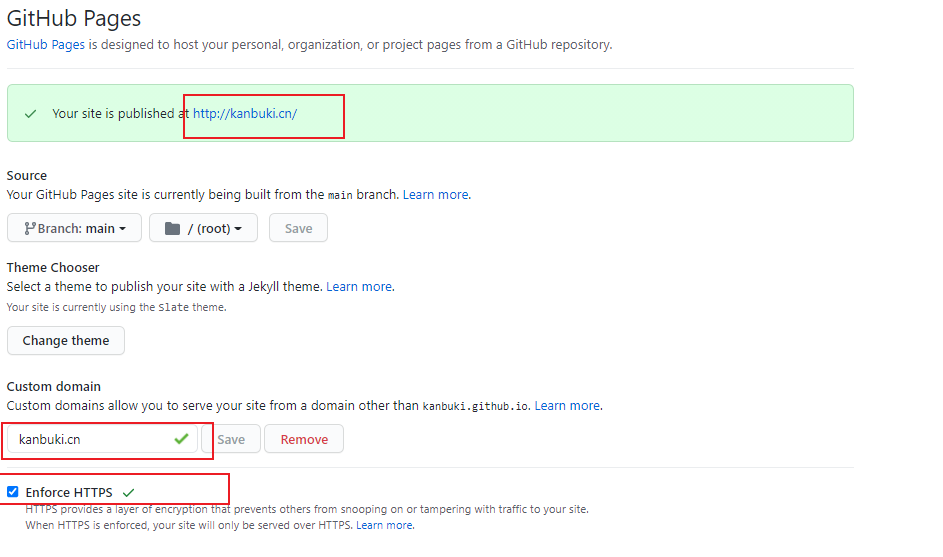 GitHub Pages
GitHub Pages is designed to host your personal, organization, or project pages from a GitHub repository.
Your site is published at http://kanbuki.cn/
Source
Your GitHub Pages site is currently being built from the main branch. Learn more.
Branch: main
/ (root)
Save
Theme Chooser
Select a theme to publish your site with a Jekyll theme. Learn more.
Your site is currently using the Slate theme.
Change theme
Custom domain
Custom domains allow you to serve your site from a domain other than kanbuki.github.io. Learn more.
kanbuki.cn
Save
Remove
Enforce HTTPS
HTTPS provides a layer of encryption that prevents others from snooping on or tampering with traffic to your site.
When HTTPS is enforced, your site will only be served over HTTPS. Learn more.